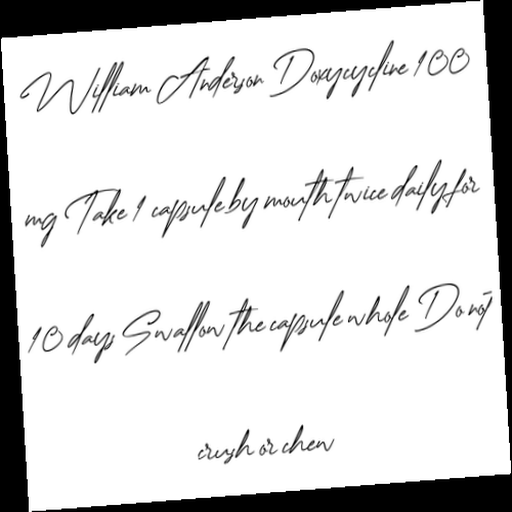 William Anderson Doxycycline 100
mg Take 1 capsule by mouth twice daily for
10 days Swallow the capsule whole Do not
crush or chew